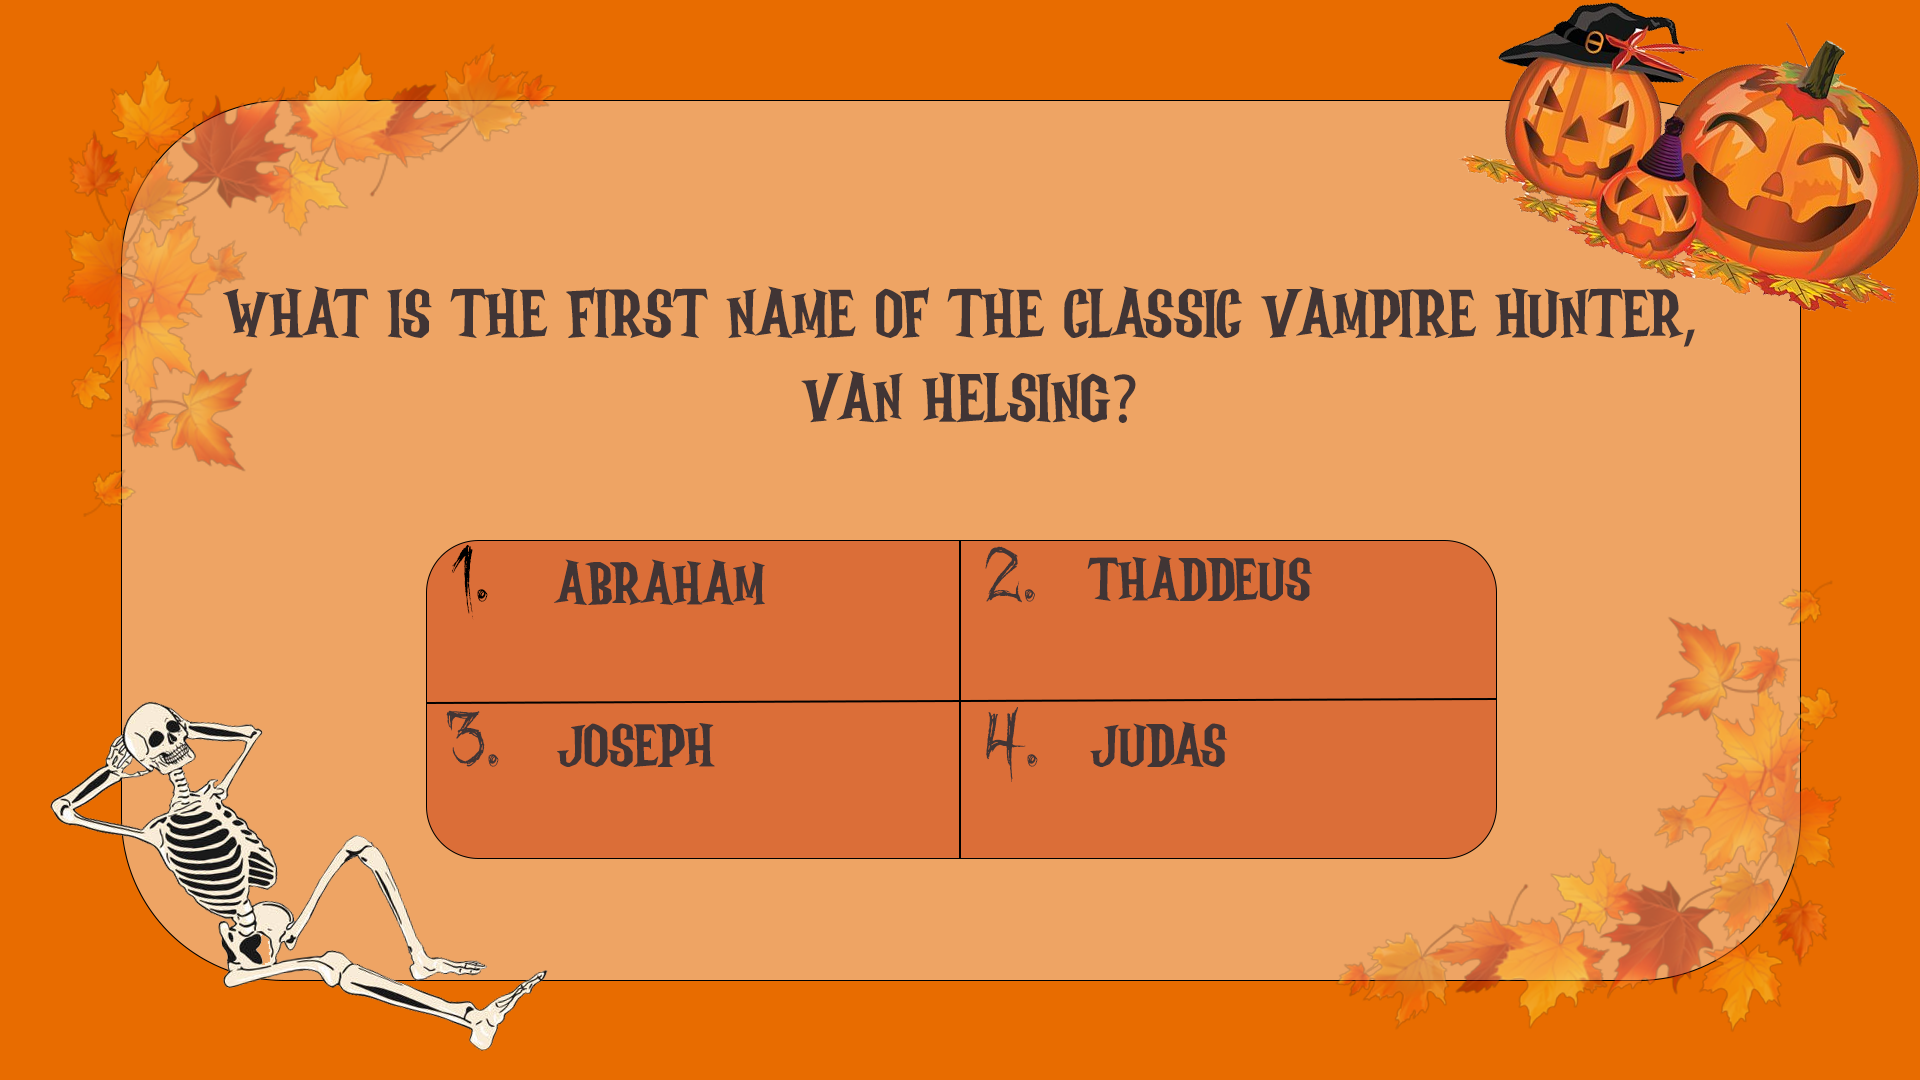 WHAT IS THE FIRST NAME OF THE CLASSIC VAMPIRE HUNTER,
VAN HELSING?
1. ABRAHAM
2. THADDEUS
3. JOSEPH
4. JUDAS